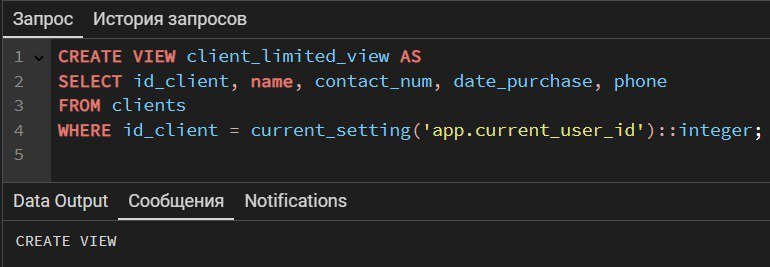 Запрос История запросов
1 CREATE VIEW client_limited_view AS
2 SELECT id_client, name, contact_num, date_purchase, phone
3 FROM clients
4 WHERE id_client = current_setting('app.current_user_id')::integer;
5
Data Output Сообщения Notifications
CREATE VIEW